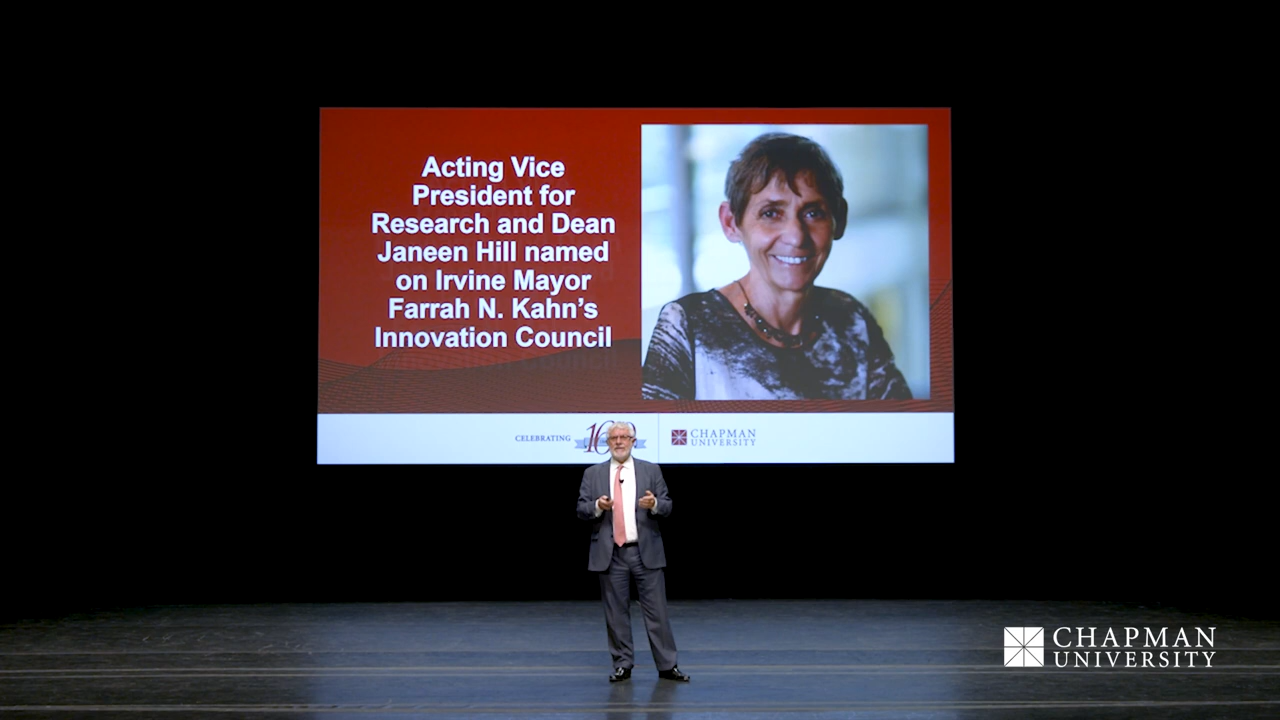 Acting Vice
President for
Research and Dean
Janeen Hill named
on Irvine Mayor
Farrah N. Kahn's
Innovation Council
CELEBRATING 100
CHAPMAN
UNIVERSITY
CHAPMAN
UNIVERSITY